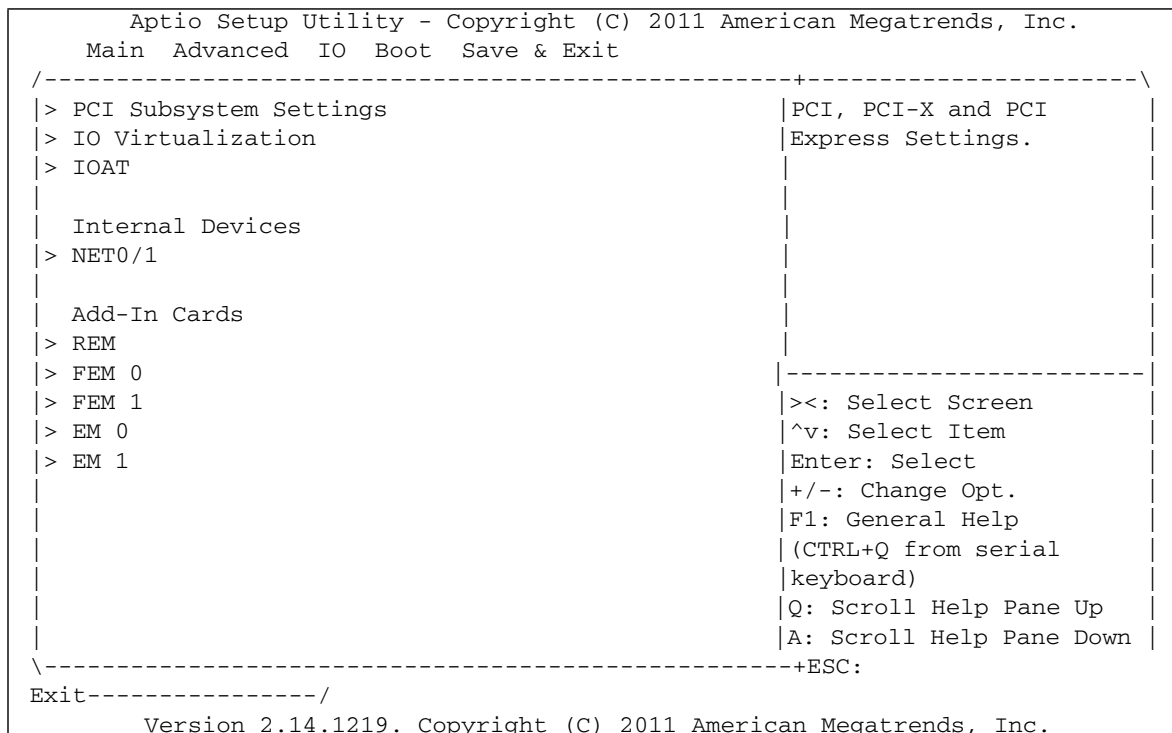 Aptio Setup Utility - Copyright (C) 2011 American Megatrends, Inc.
Main  Advanced  IO  Boot  Save & Exit
/----------------------------------------------------+-----------------------\
|> PCI Subsystem Settings                            |PCI, PCI-X and PCI     |
|> IO Virtualization                                 |Express Settings.      |
|> IOAT                                              |                       |
|                                                    |                       |
|  Internal Devices                                  |                       |
|> NET0/1                                            |                       |
|                                                    |                       |
|  Add-In Cards                                      |                       |
|> REM                                               |                       |
|> FEM 0                                             |-------------------------|
|> FEM 1                                             |><: Select Screen      |
|> EM 0                                              |^v: Select Item        |
|> EM 1                                              |Enter: Select          |
|                                                    |+/-: Change Opt.       |
|                                                    |F1: General Help       |
|                                                    |(CTRL+Q from serial    |
|                                                    |keyboard)              |
|                                                    |Q: Scroll Help Pane Up |
|                                                    |A: Scroll Help Pane Down |
\----------------------------------------------------+ESC:
Exit----------------/
Version 2.14.1219. Copyright (C) 2011 American Megatrends, Inc.